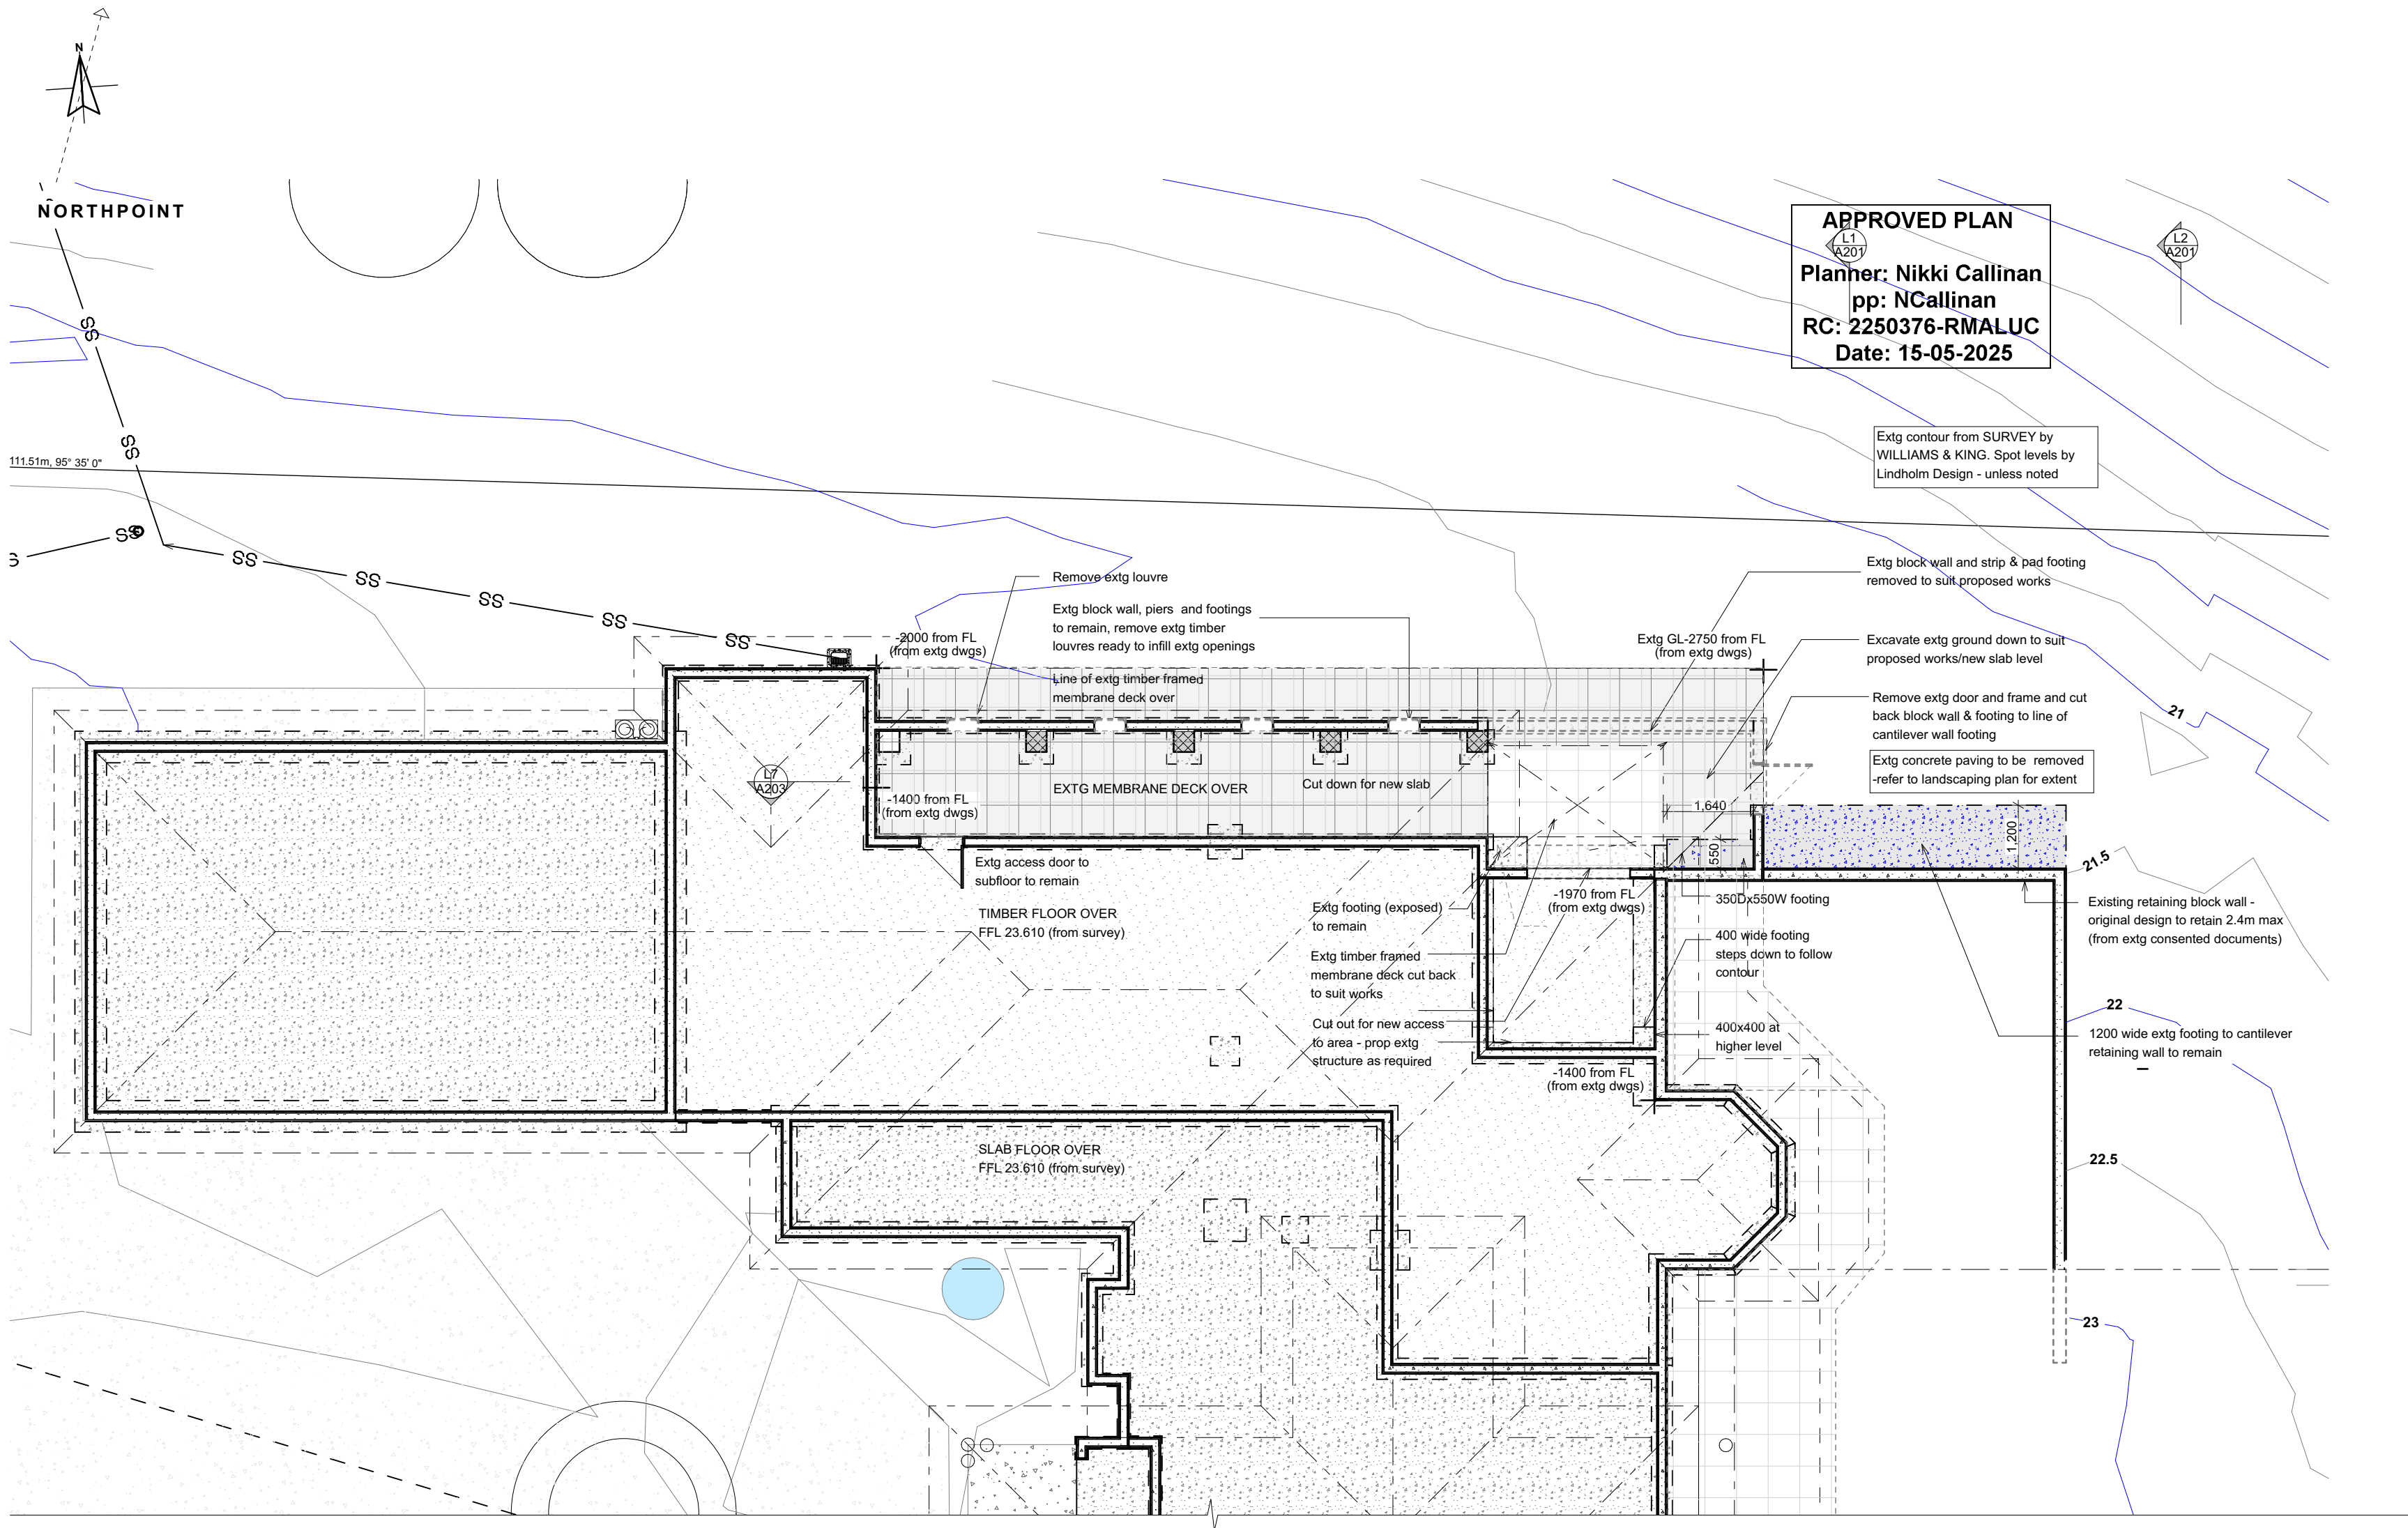 N
NORTHPOINT
APPROVED PLAN
L1
A201
L2
A201
Planner: Nikki Callinan
pp: NCallinan
RC: 2250376-RMALUC
Date: 15-05-2025
Extg contour from SURVEY by
WILLIAMS & KING. Spot levels by
Lindholm Design - unless noted
111.51m, 95° 35' 0"
SS
SS
SS
S
SS
SS
SS
SS
SS
Remove extg louvre
Extg block wall, piers and footings
to remain, remove extg timber
louvres ready to infill extg openings
-2000 from FL
(from extg dwgs)
Line of extg timber framed
membrane deck over
Extg block wall and strip & pad footing
removed to suit proposed works
Extg GL-2750 from FL
(from extg dwgs)
Excavate extg ground down to suit
proposed works/new slab level
Remove extg door and frame and cut
back block wall & footing to line of
cantilever wall footing
Extg concrete paving to be removed
-refer to landscaping plan for extent
21
L7
A203
-1400 from FL
(from extg dwgs)
EXTG MEMBRANE DECK OVER
Cut down for new slab
1,640
550
1,200
21.5
Extg access door to
subfloor to remain
TIMBER FLOOR OVER
FFL 23.610 (from survey)
Extg footing (exposed)
to remain
-1970 from FL
(from extg dwgs)
350Dx550W footing
Existing retaining block wall -
original design to retain 2.4m max
(from extg consented documents)
400 wide footing
steps down to follow
contour
Extg timber framed
membrane deck cut back
to suit works
22
Cut out for new access
to area - prop extg
structure as required
400x400 at
higher level
1200 wide extg footing to cantilever
retaining wall to remain
-1400 from FL
(from extg dwgs)
SLAB FLOOR OVER
FFL 23.610 (from survey)
22.5
23